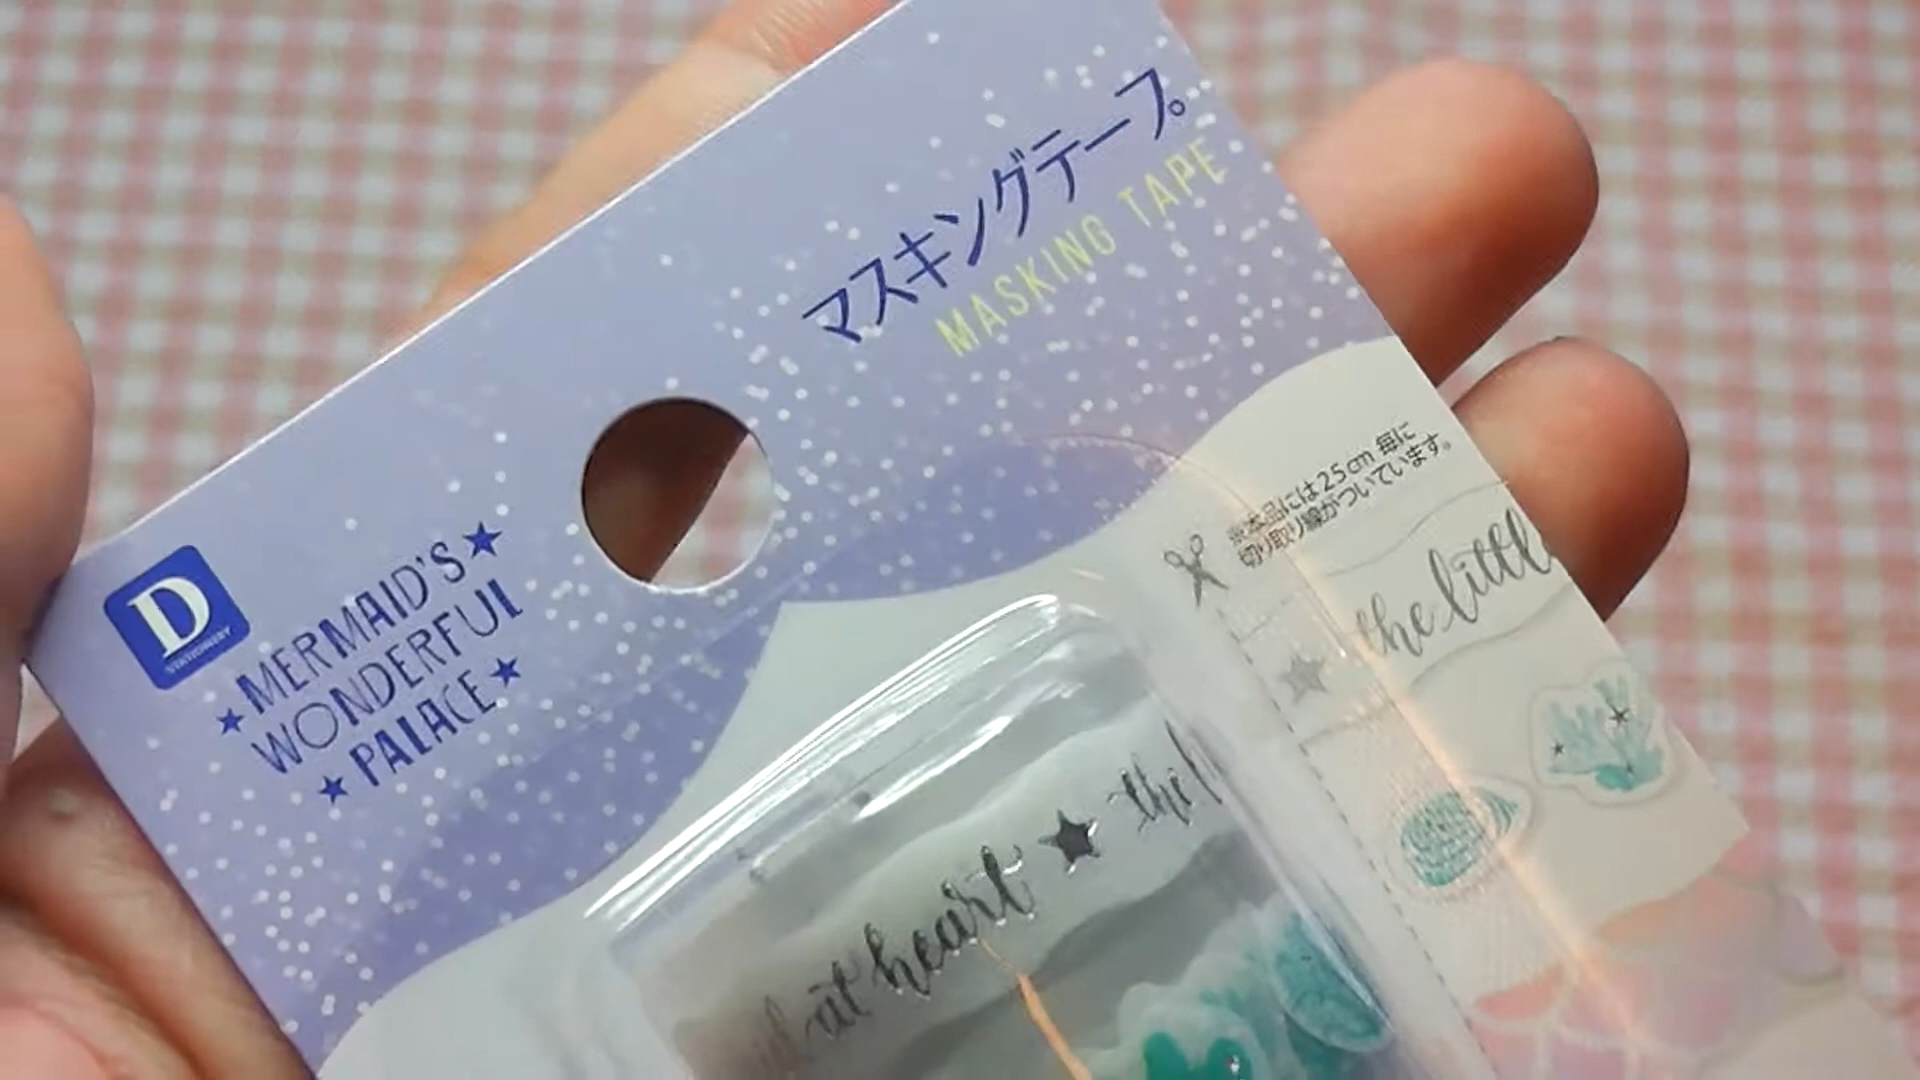 マスキングテープ
MASKING TAPE
D
STATIONERY
MERMAID'S
WONDERFUL
PALACE
※本品には25cm毎に
切り取り線がついています。
the little
at heart ★ the